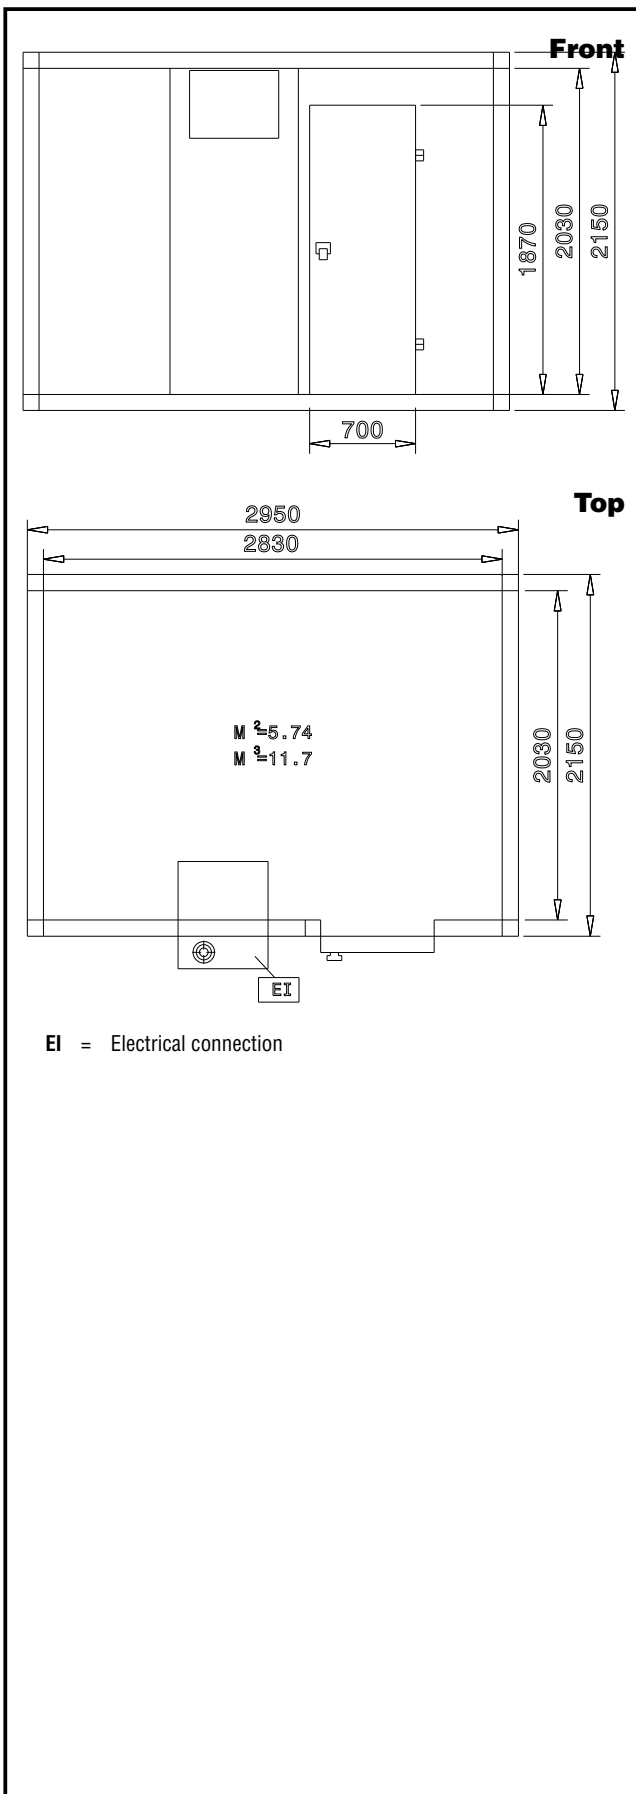 Front
1870
2030
2150
700
Top
2950
2830
M²=5.74
M³=11.7
2030
2150
EI
EI = Electrical connection